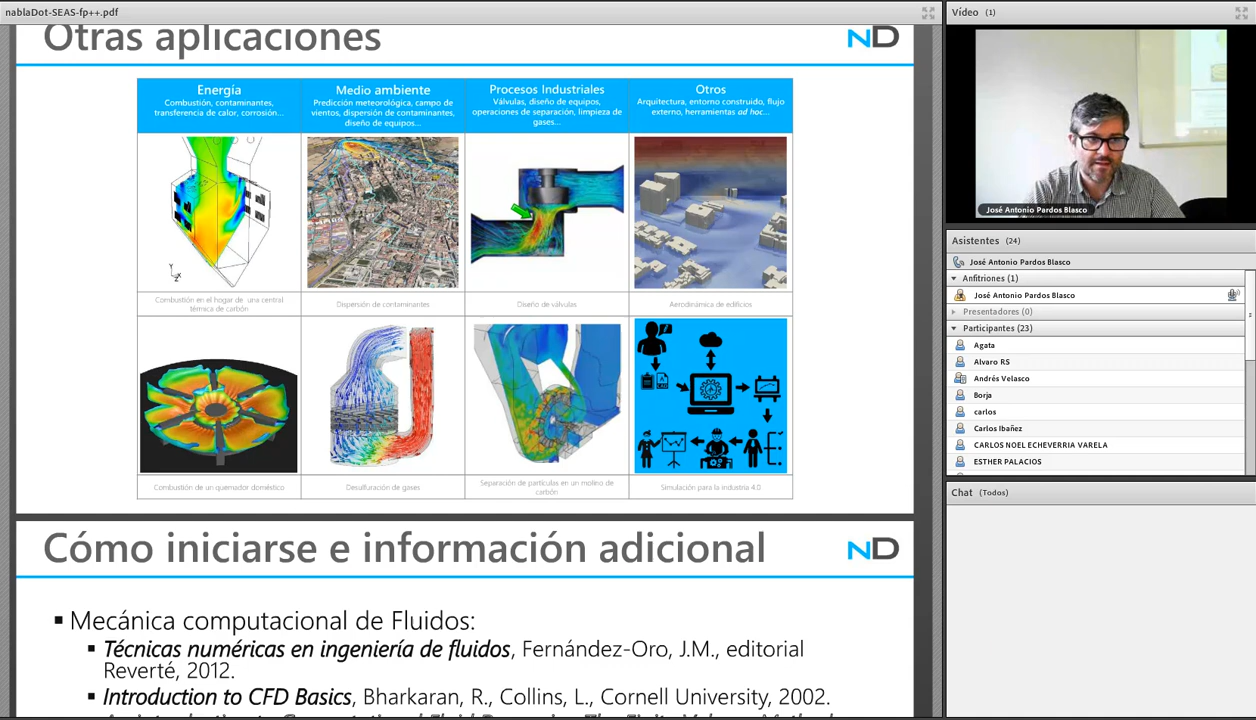 nablaDot-SEAS-fp++.pdf
Otras aplicaciones
ND
Energía
Combustión, contaminantes,
transferencia de calor, corrosión...
Medio ambiente
Predicción meteorológica, campo de
vientos, dispersión de contaminantes,
diseño de equipos...
Procesos Industriales
Válvulas, diseño de equipos,
operaciones de separación, limpieza de
gases...
Otros
Arquitectura, entorno construido, flujo
externo, herramientas ad hoc...
Combustión en el hogar de una central
térmica de carbón
Dispersión de contaminantes
Diseño de válvulas
Aerodinámica de edificios
Combustión de un quemador doméstico
Desulfuración de gases
Separación de partículas en un molino de
carbón
Simulación para la industria 4.0
Cómo iniciarse e información adicional
ND
▪ Mecánica computacional de Fluidos:
▪ Técnicas numéricas en ingeniería de fluidos, Fernández-Oro, J.M., editorial
Reverté, 2012.
▪ Introduction to CFD Basics, Bharkaran, R., Collins, L., Cornell University, 2002.
Vídeo (1)
José Antonio Pardos Blasco
Asistentes (24)
José Antonio Pardos Blasco
Anfitriones (1)
José Antonio Pardos Blasco
Presentadores (0)
Participantes (23)
Agata
Alvaro RS
Andrés Velasco
Borja
carlos
Carlos Ibañez
CARLOS NOEL ECHEVERRIA VARELA
ESTHER PALACIOS
Chat (Todos)